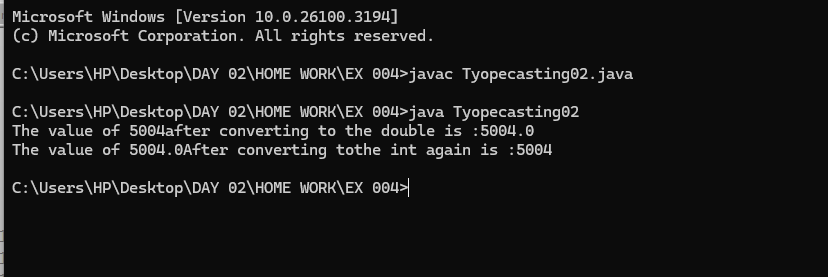 Microsoft Windows [Version 10.0.26100.3194]
(c) Microsoft Corporation. All rights reserved.
C:\Users\HP\Desktop\DAY 02\HOME WORK\EX 004>javac Tyopecasting02.java
C:\Users\HP\Desktop\DAY 02\HOME WORK\EX 004>java Tyopecasting02
The value of 5004after converting to the double is :5004.0
The value of 5004.0After converting tothe int again is :5004
C:\Users\HP\Desktop\DAY 02\HOME WORK\EX 004>